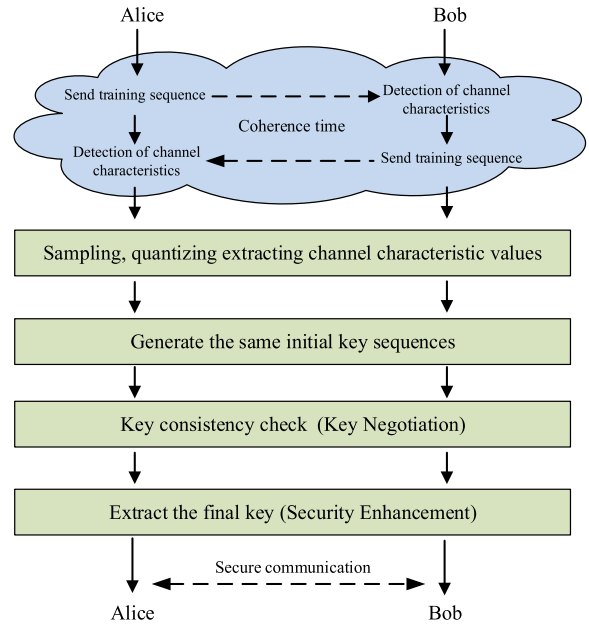 Alice
Bob
Send training sequence
Detection of channel
characteristics
Coherence time
Detection of channel
characteristics
Send training sequence
Sampling, quantizing extracting channel characteristic values
Generate the same initial key sequences
Key consistency check (Key Negotiation)
Extract the final key (Security Enhancement)
Secure communication
Alice
Bob